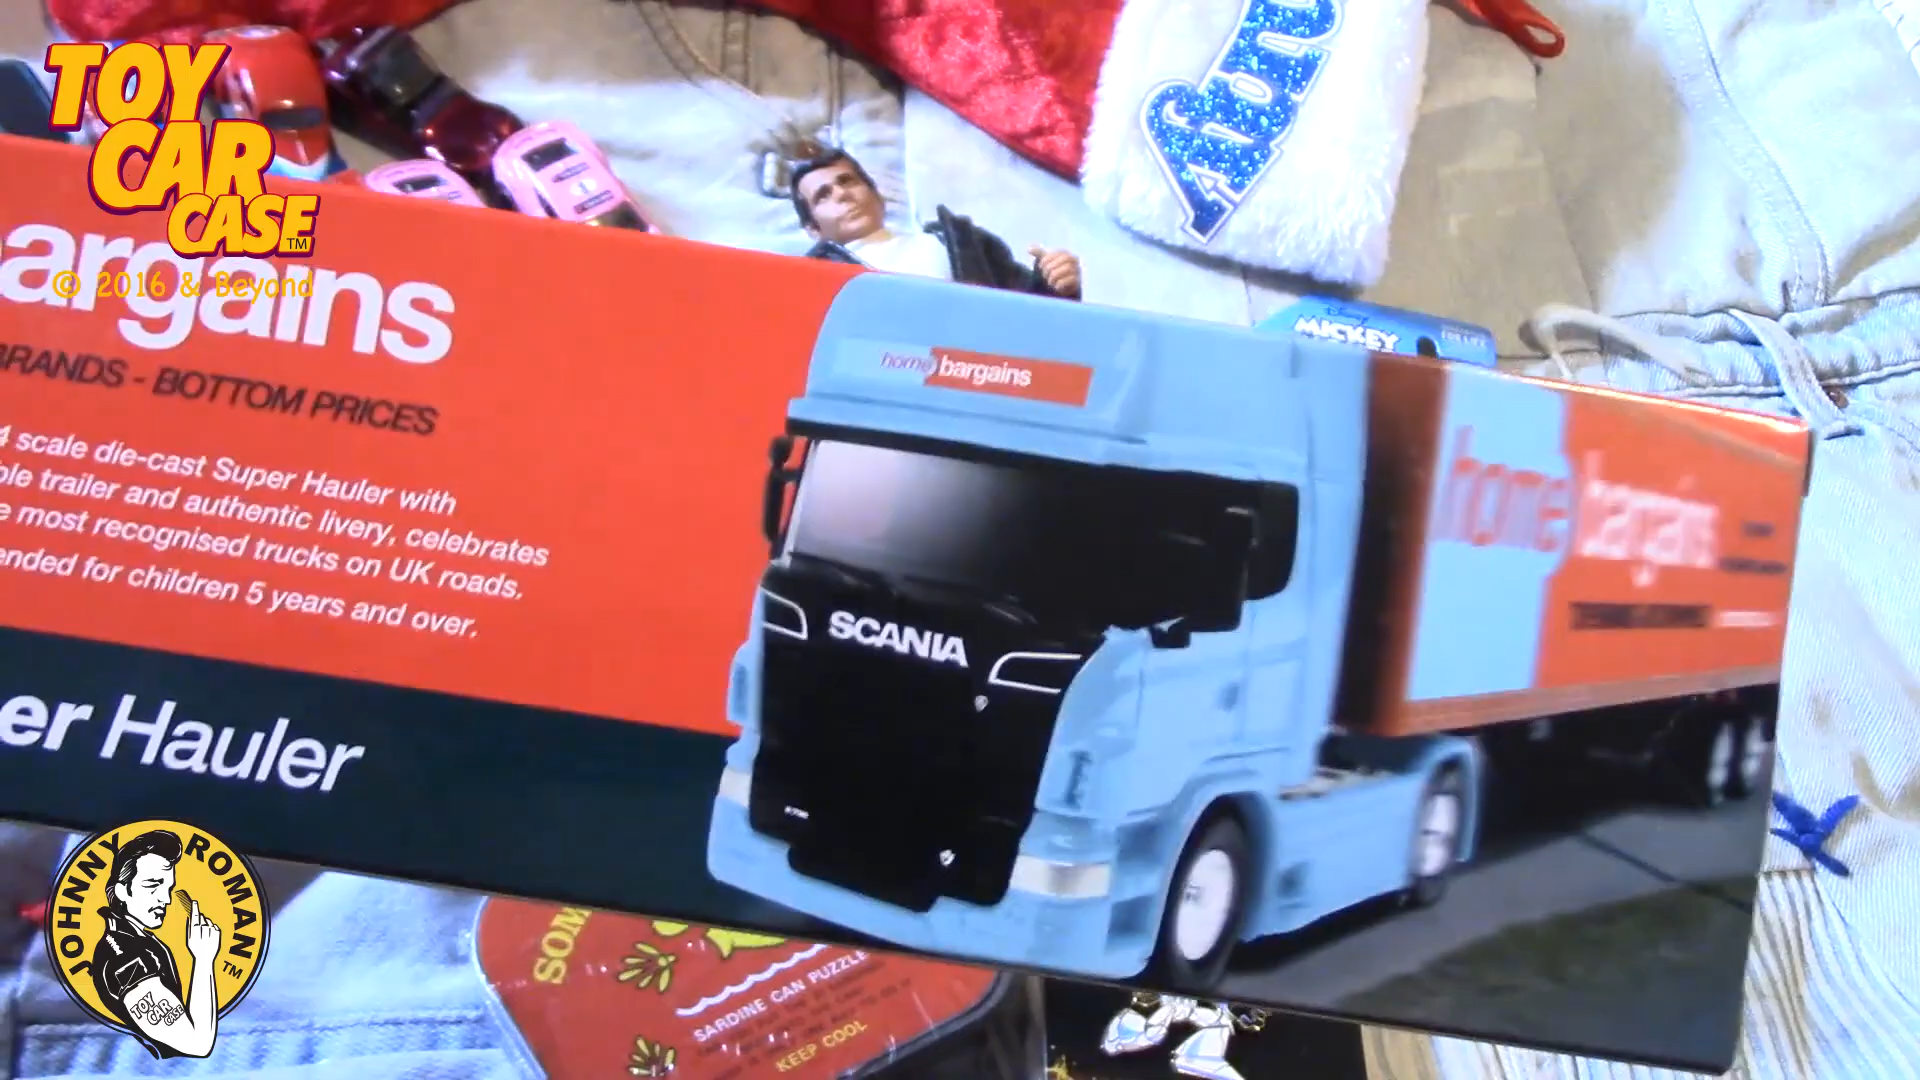 TOY
CAR
CASE
TM
© 2016 & Beyond
argains
BRANDS - BOTTOM PRICES
4 scale die-cast Super Hauler with
ble trailer and authentic livery, celebrates
e most recognised trucks on UK roads.
ended for children 5 years and over.
er Hauler
home bargains
SCANIA
home bargains
MICKEY
SOM
SARDINE CAN PUZZLE
KEEP COOL
JOHNNY ROMAN
TM
TOY
CAR
CASE